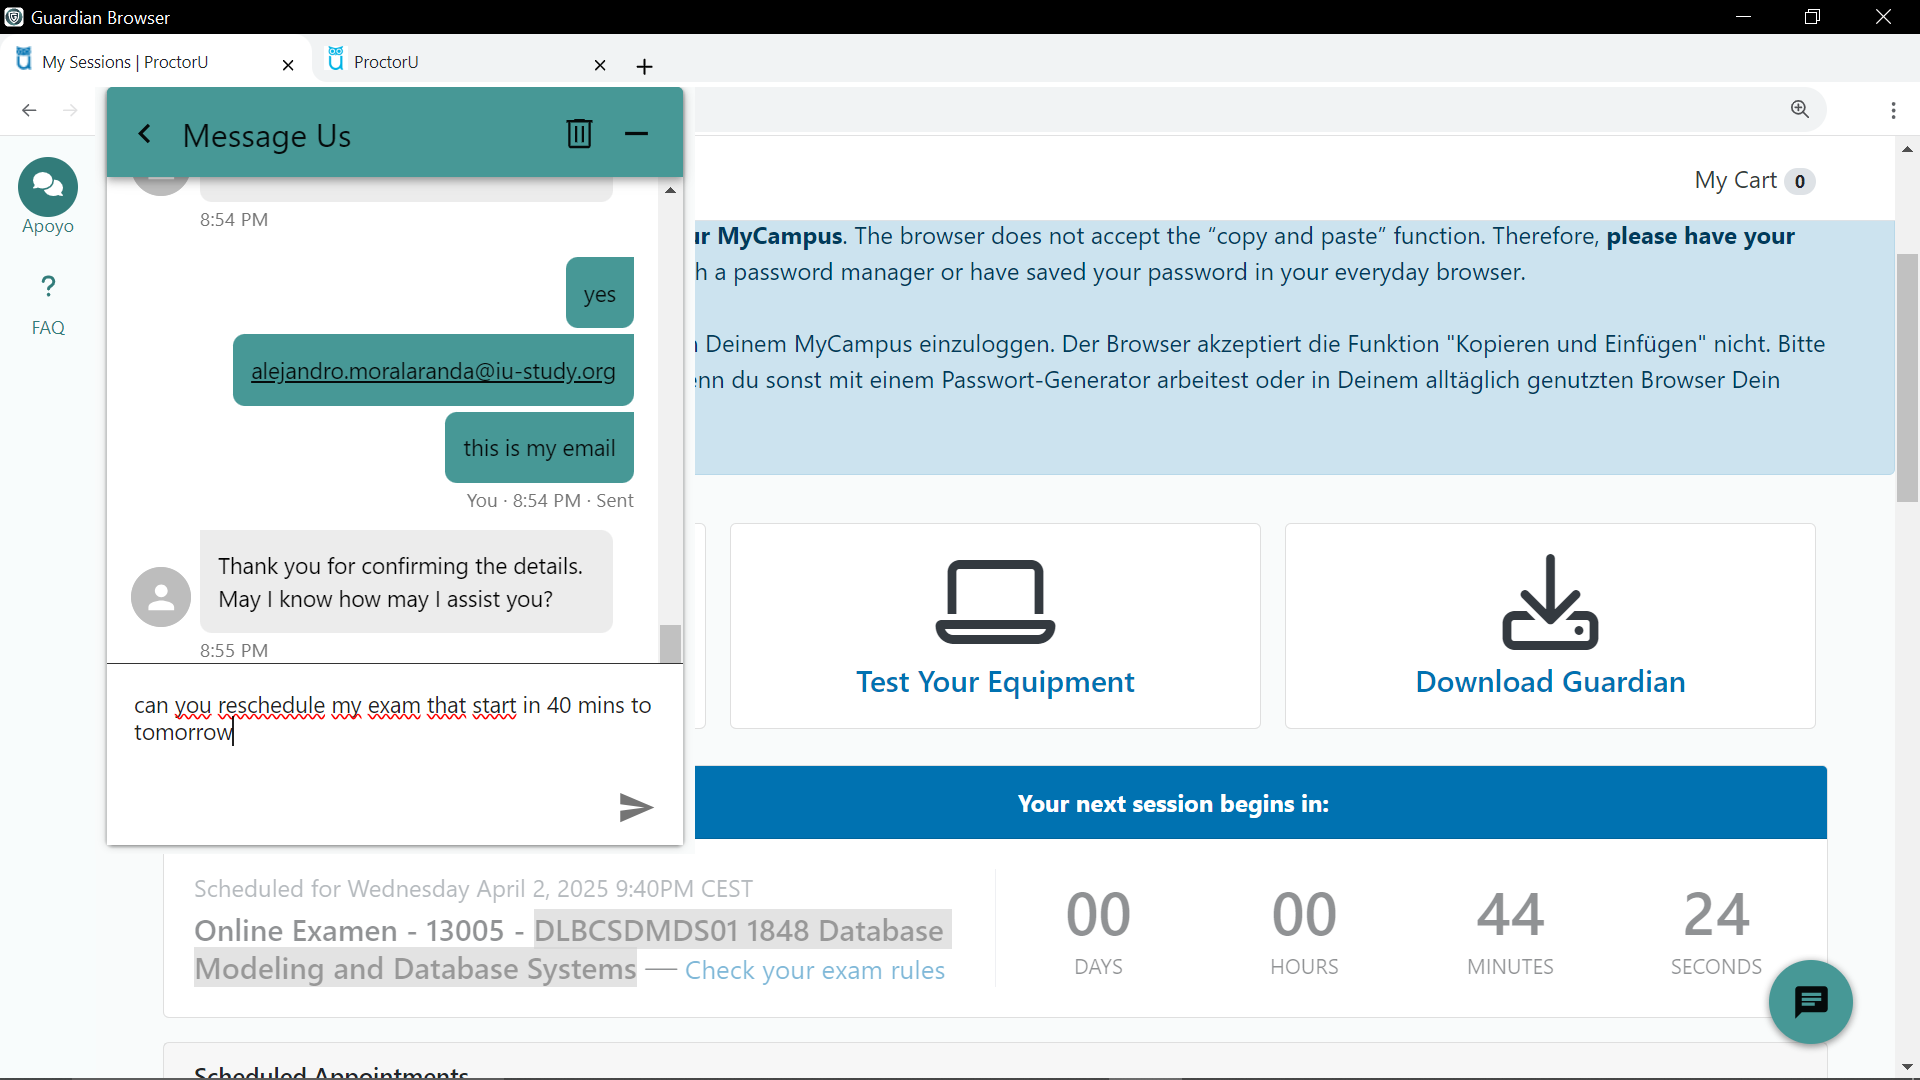 Guardian Browser
My Sessions | ProctorU
ProctorU
Message Us
My Cart 0
Apoyo
FAQ
8:54 PM
yes
alejandro.moralaranda@iu-study.org
this is my email
You · 8:54 PM · Sent
Thank you for confirming the details.
May I know how may I assist you?
8:55 PM
can you reschedule my exam that start in 40 mins to
tomorrow
ur MyCampus. The browser does not accept the “copy and paste” function. Therefore, please have your
h a password manager or have saved your password in your everyday browser.
Deinem MyCampus einzuloggen. Der Browser akzeptiert die Funktion "Kopieren und Einfügen" nicht. Bitte
enn du sonst mit einem Passwort-Generator arbeitest oder in Deinem alltäglich genutzten Browser Dein
Test Your Equipment
Download Guardian
Your next session begins in:
Scheduled for Wednesday April 2, 2025 9:40PM CEST
Online Examen - 13005 - DLBCSDMDS01 1848 Database
Modeling and Database Systems — Check your exam rules
00 00 44 24
DAYS HOURS MINUTES SECONDS
Scheduled Appointments